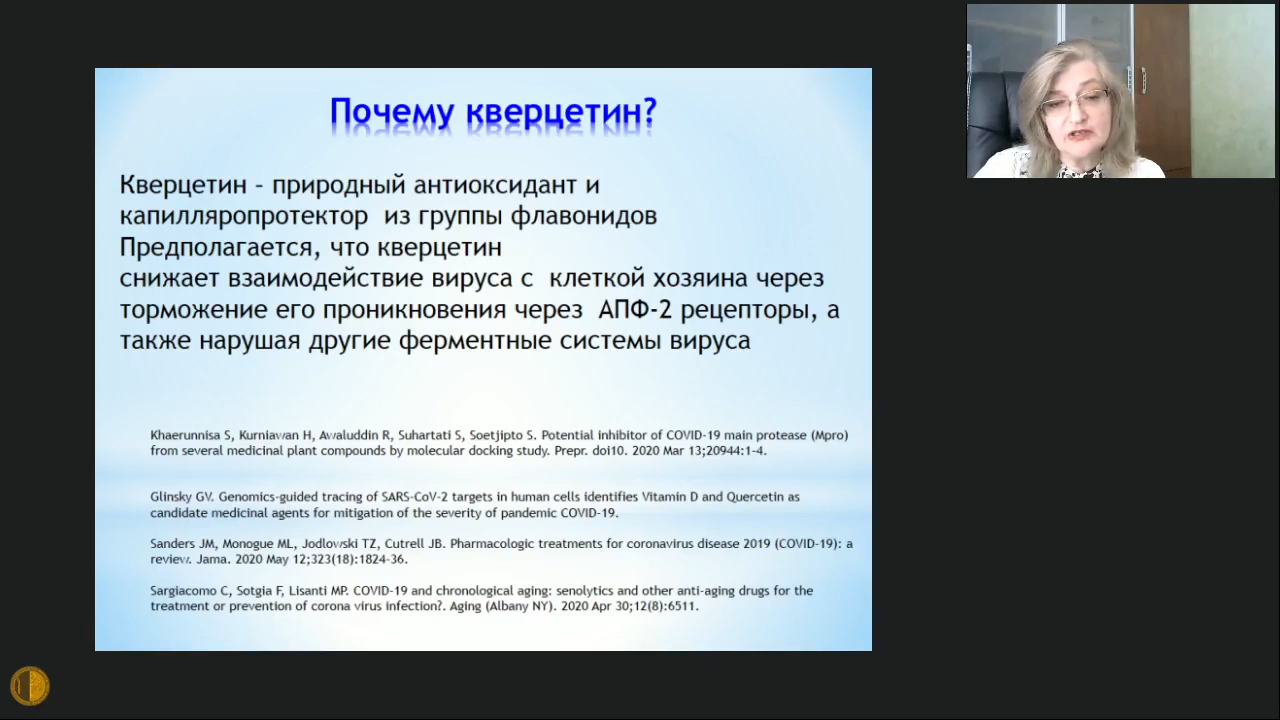 Почему кверцетин?
Кверцетин – природный антиоксидант и
капилляропротектор из группы флавонидов
Предполагается, что кверцетин
снижает взаимодействие вируса с клеткой хозяина через
торможение его проникновения через АПФ-2 рецепторы, а
также нарушая другие ферментные системы вируса
Khaerunnisa S, Kurniawan H, Awaluddin R, Suhartati S, Soetjipto S. Potential inhibitor of COVID-19 main protease (Mpro)
from several medicinal plant compounds by molecular docking study. Prepr. doi10. 2020 Mar 13;20944:1-4.
Glinsky GV. Genomics-guided tracing of SARS-CoV-2 targets in human cells identifies Vitamin D and Quercetin as
candidate medicinal agents for mitigation of the severity of pandemic COVID-19.
Sanders JM, Monogue ML, Jodlowski TZ, Cutrell JB. Pharmacologic treatments for coronavirus disease 2019 (COVID-19): a
review. Jama. 2020 May 12;323(18):1824-36.
Sargiacomo C, Sotgia F, Lisanti MP. COVID-19 and chronological aging: senolytics and other anti-aging drugs for the
treatment or prevention of corona virus infection?. Aging (Albany NY). 2020 Apr 30;12(8):6511.